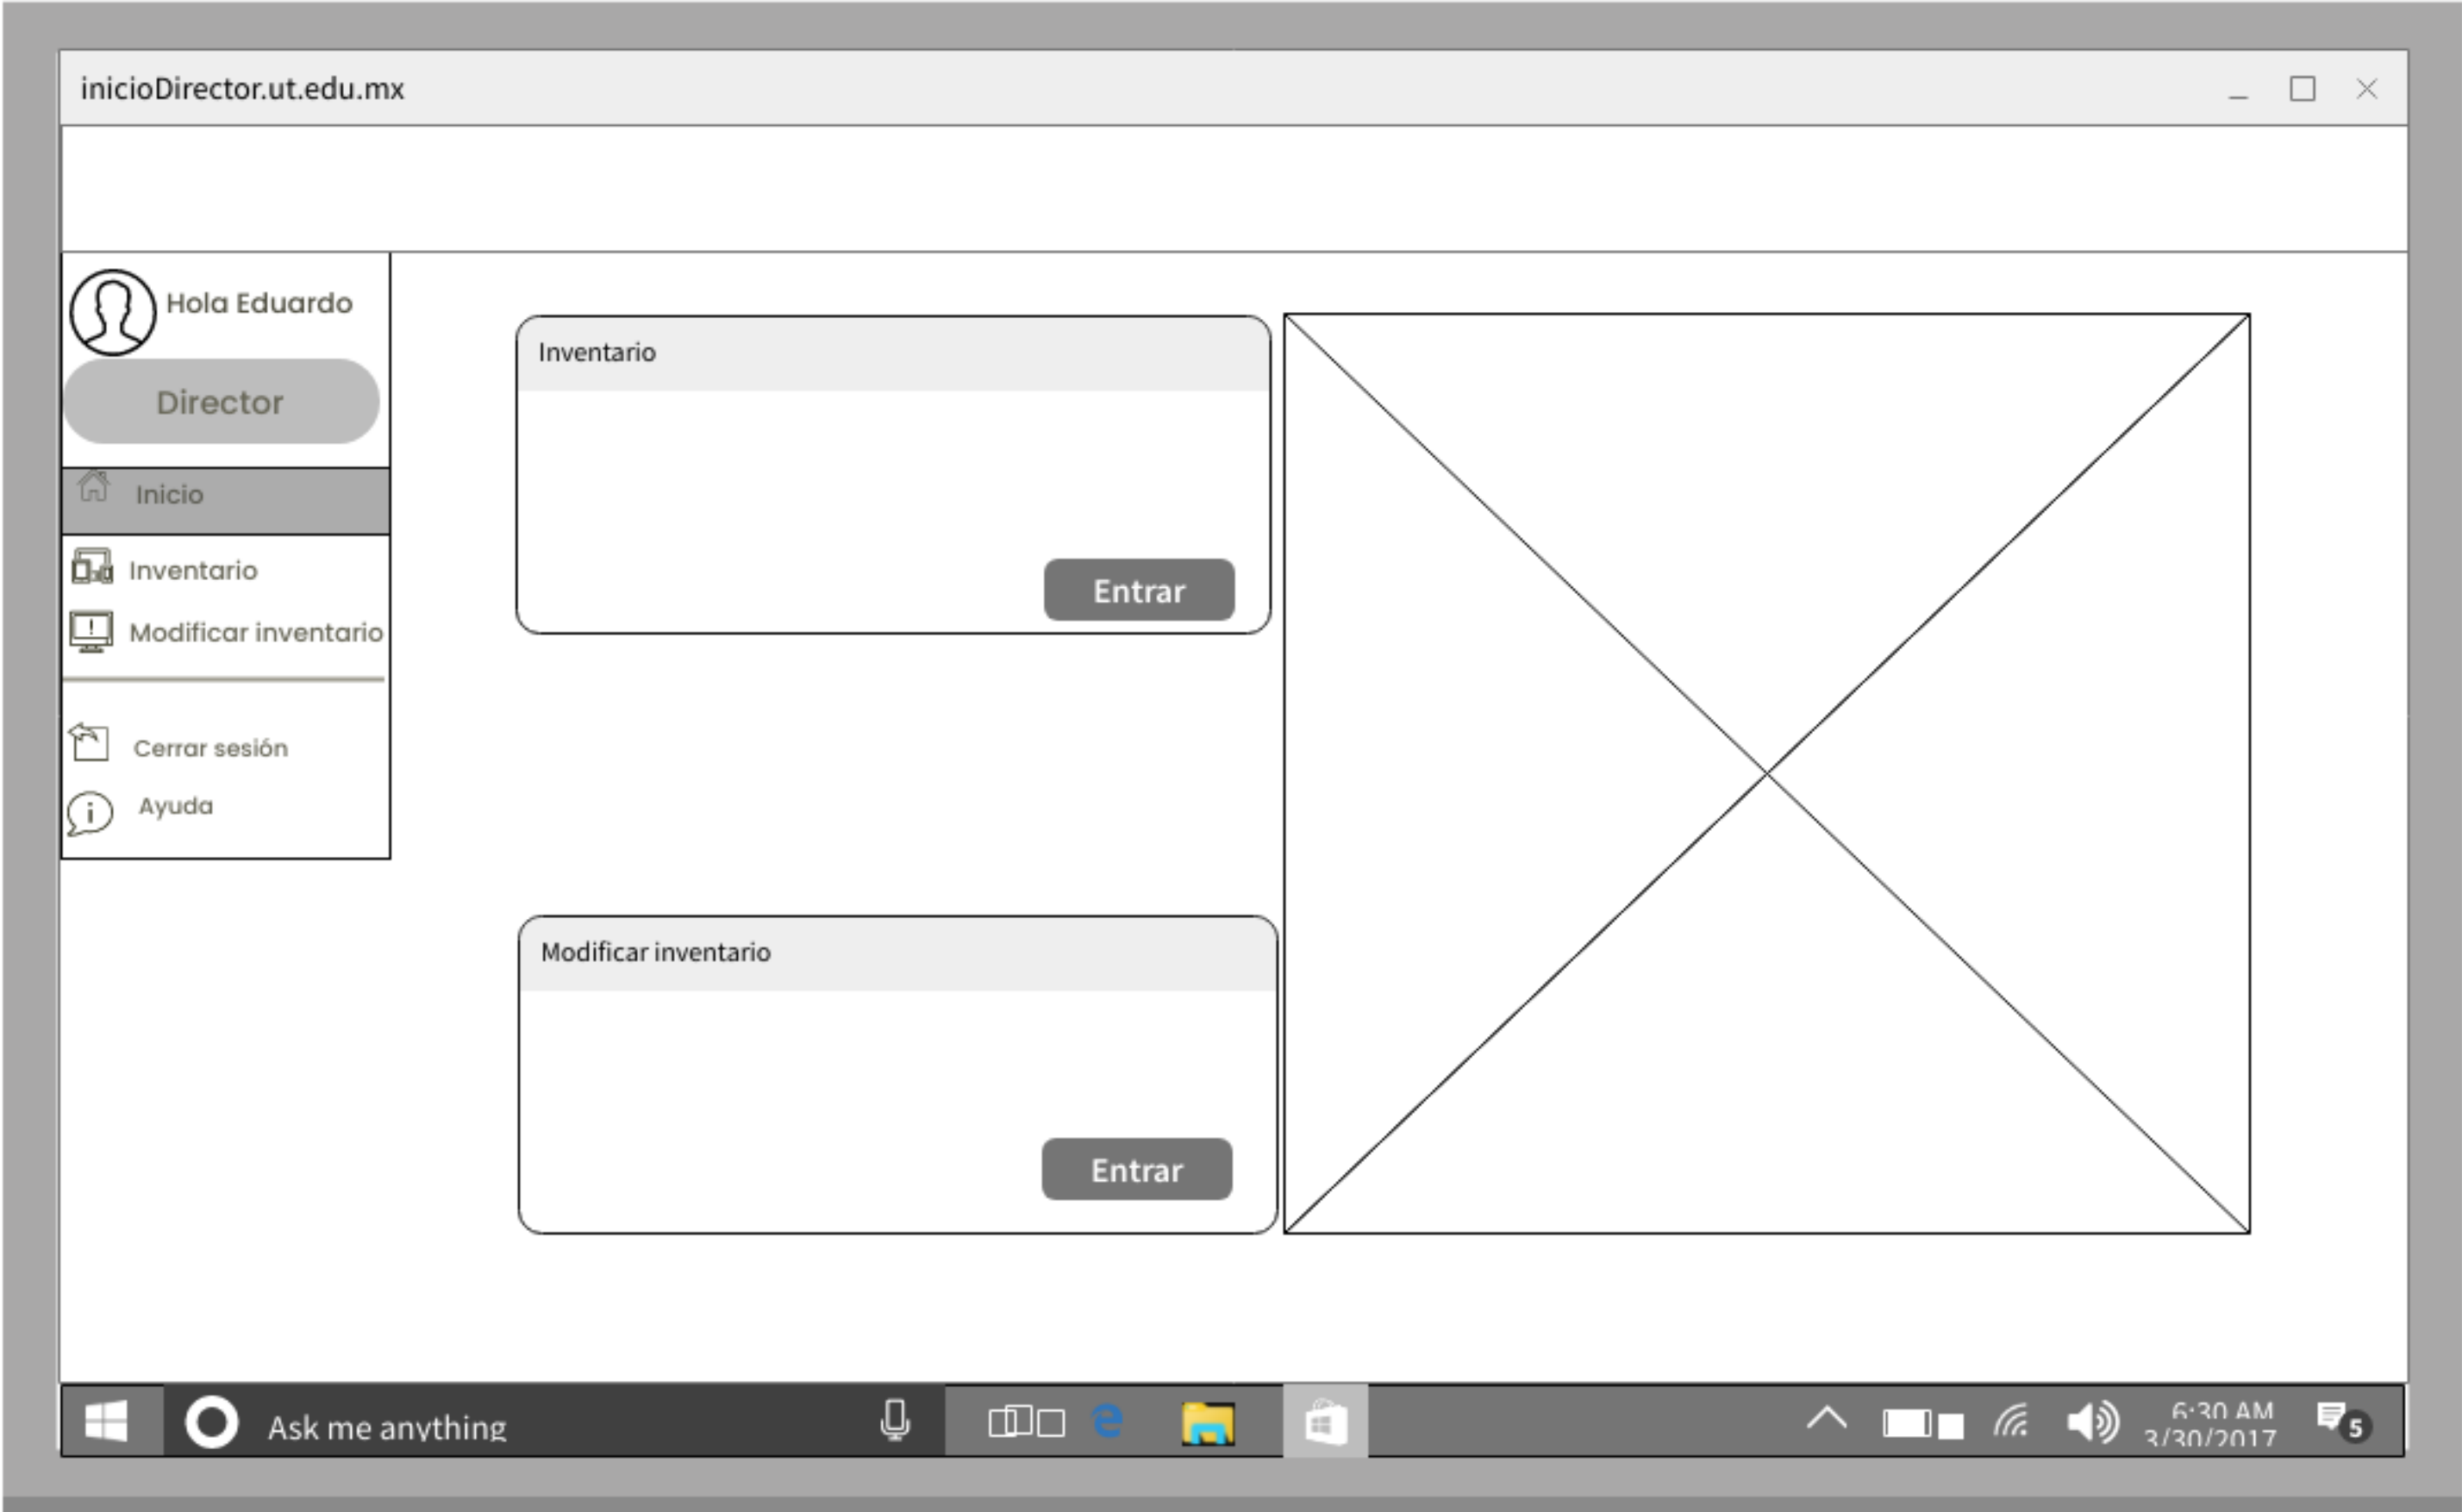 inicioDirector.ut.edu.mx
Hola Eduardo
Director
Inicio
Inventario
Modificar inventario
Cerrar sesión
Ayuda
Inventario
Entrar
Modificar inventario
Entrar
Ask me anything
6:30 AM
3/30/2017
5